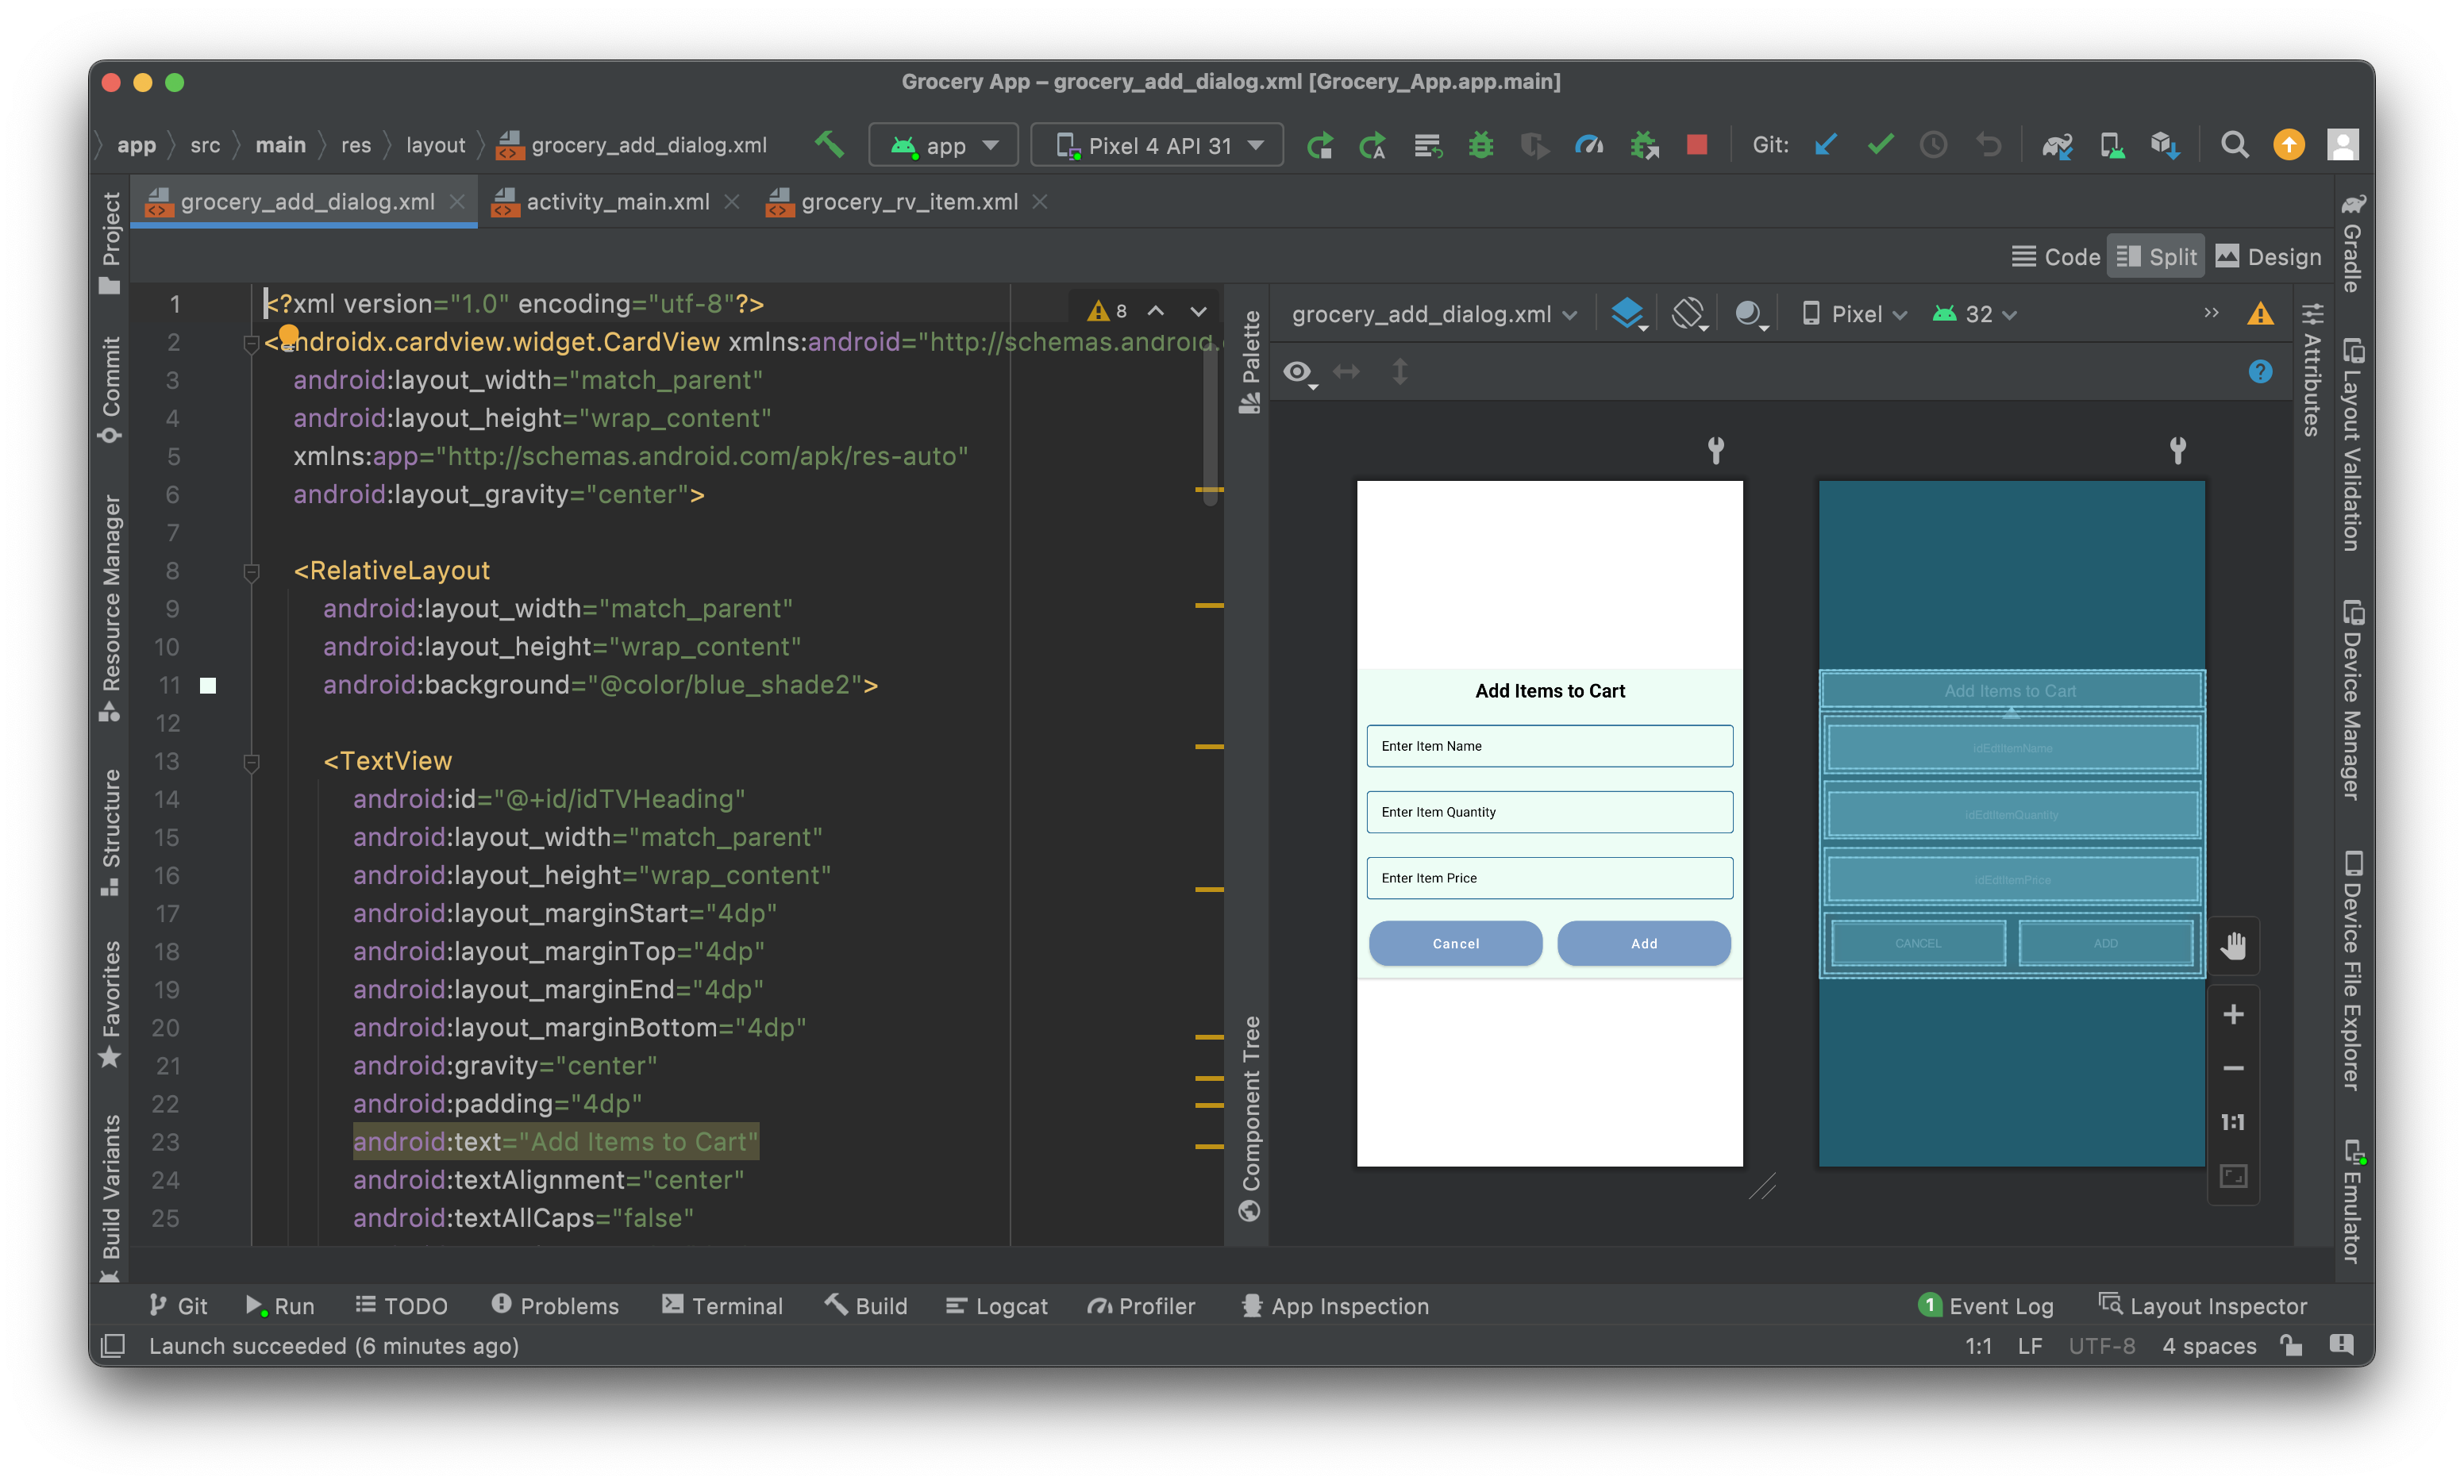 Grocery App – grocery_add_dialog.xml [Grocery_App.app.main]
app src main res layout grocery_add_dialog.xml app Pixel 4 API 31 Git:
grocery_add_dialog.xml activity_main.xml grocery_rv_item.xml
Code Split Design
Project
Commit
Resource Manager
Structure
Favorites
Build Variants
1 <?xml version="1.0" encoding="utf-8"?>
8
2 <androidx.cardview.widget.CardView xmlns:android="http://schemas.android.
3 android:layout_width="match_parent"
4 android:layout_height="wrap_content"
5 xmlns:app="http://schemas.android.com/apk/res-auto"
6 android:layout_gravity="center">
7
8 <RelativeLayout
9 android:layout_width="match_parent"
10 android:layout_height="wrap_content"
11 android:background="@color/blue_shade2">
12
13 <TextView
14 android:id="@+id/idTVHeading"
15 android:layout_width="match_parent"
16 android:layout_height="wrap_content"
17 android:layout_marginStart="4dp"
18 android:layout_marginTop="4dp"
19 android:layout_marginEnd="4dp"
20 android:layout_marginBottom="4dp"
21 android:gravity="center"
22 android:padding="4dp"
23 android:text="Add Items to Cart"
24 android:textAlignment="center"
25 android:textAllCaps="false"
Palette
Component Tree
grocery_add_dialog.xml Pixel 32
Add Items to Cart
Enter Item Name
Enter Item Quantity
Enter Item Price
Cancel Add
Add Items to Cart
idEdtItemName
idEdtItemQuantity
idEdtItemPrice
CANCEL ADD
1:1
Attributes
Gradle
Layout Validation
Device Manager
Device File Explorer
Emulator
Git Run TODO Problems Terminal Build Logcat Profiler App Inspection 1 Event Log Layout Inspector
Launch succeeded (6 minutes ago) 1:1 LF UTF-8 4 spaces